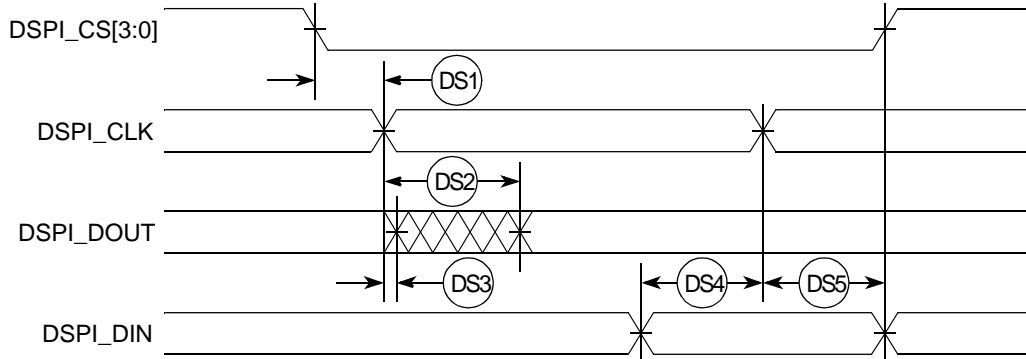 DSPI_CS[3:0]
DS1
DSPI_CLK
DS2
DSPI_DOUT
DS3
DS4
DS5
DSPI_DIN